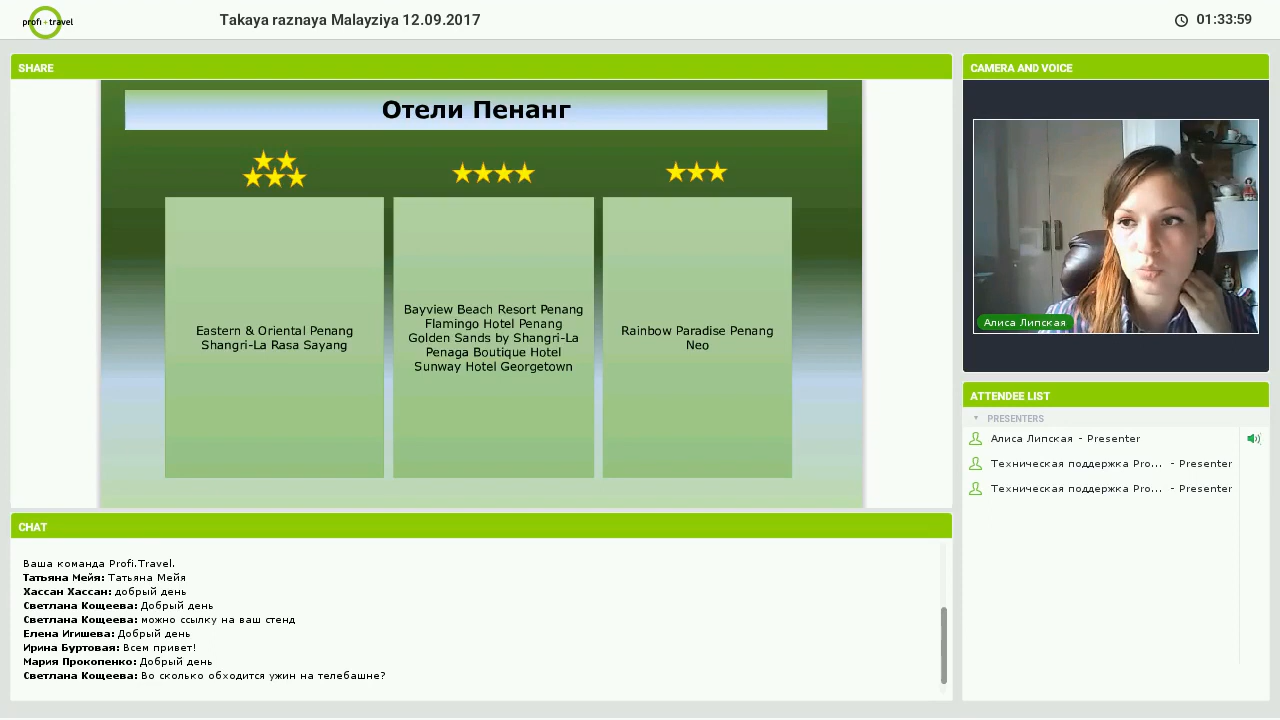 profi+travel
Takaya raznaya Malayziya 12.09.2017
01:33:59
SHARE
Отели Пенанг
Eastern & Oriental Penang
Shangri-La Rasa Sayang
Bayview Beach Resort Penang
Flamingo Hotel Penang
Golden Sands by Shangri-La
Penaga Boutique Hotel
Sunway Hotel Georgetown
Rainbow Paradise Penang
Neo
CHAT
Ваша команда Profi.Travel.
Татьяна Мейя: Татьяна Мейя
Хассан Хассан: добрый день
Светлана Кощеева: Добрый день
Светлана Кощеева: можно ссылку на ваш стенд
Елена Игишева: Добрый день
Ирина Буртовая: Всем привет!
Мария Прокопенко: Добрый день
Светлана Кощеева: Во сколько обходится ужин на телебашне?
CAMERA AND VOICE
Алиса Липская
ATTENDEE LIST
PRESENTERS
Алиса Липская - Presenter
Техническая поддержка Pro... - Presenter
Техническая поддержка Pro... - Presenter